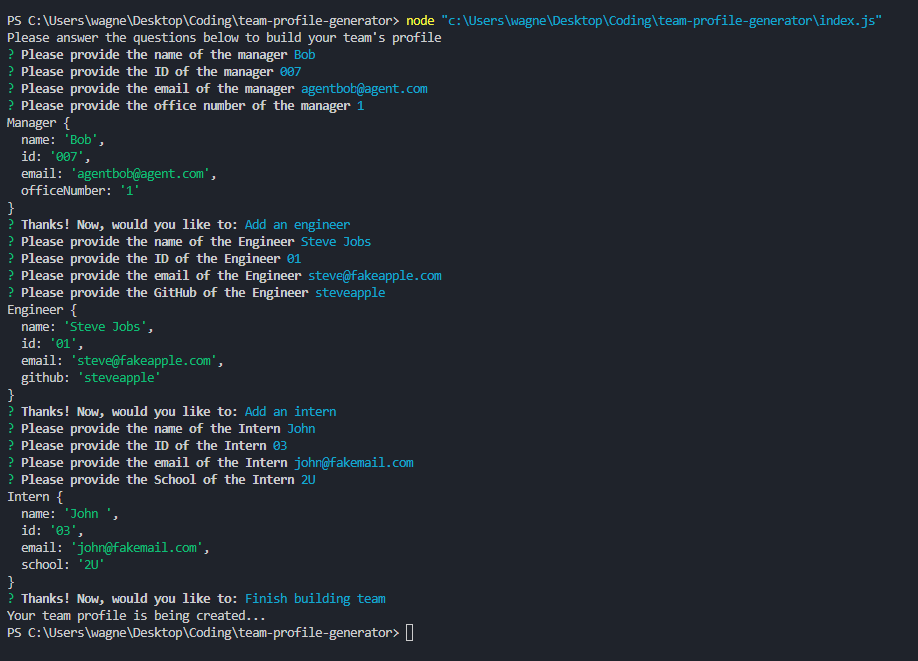 PS C:\Users\wagne\Desktop\Coding\team-profile-generator> node "c:\Users\wagne\Desktop\Coding\team-profile-generator\index.js"
Please answer the questions below to build your team's profile
? Please provide the name of the manager Bob
? Please provide the ID of the manager 007
? Please provide the email of the manager agentbob@agent.com
? Please provide the office number of the manager 1
Manager {
  name: 'Bob',
  id: '007',
  email: 'agentbob@agent.com',
  officeNumber: '1'
}
? Thanks! Now, would you like to: Add an engineer
? Please provide the name of the Engineer Steve Jobs
? Please provide the ID of the Engineer 01
? Please provide the email of the Engineer steve@fakeapple.com
? Please provide the GitHub of the Engineer steveapple
Engineer {
  name: 'Steve Jobs',
  id: '01',
  email: 'steve@fakeapple.com',
  github: 'steveapple'
}
? Thanks! Now, would you like to: Add an intern
? Please provide the name of the Intern John
? Please provide the ID of the Intern 03
? Please provide the email of the Intern john@fakemail.com
? Please provide the School of the Intern 2U
Intern {
  name: 'John ',
  id: '03',
  email: 'john@fakemail.com',
  school: '2U'
}
? Thanks! Now, would you like to: Finish building team
Your team profile is being created...
PS C:\Users\wagne\Desktop\Coding\team-profile-generator>